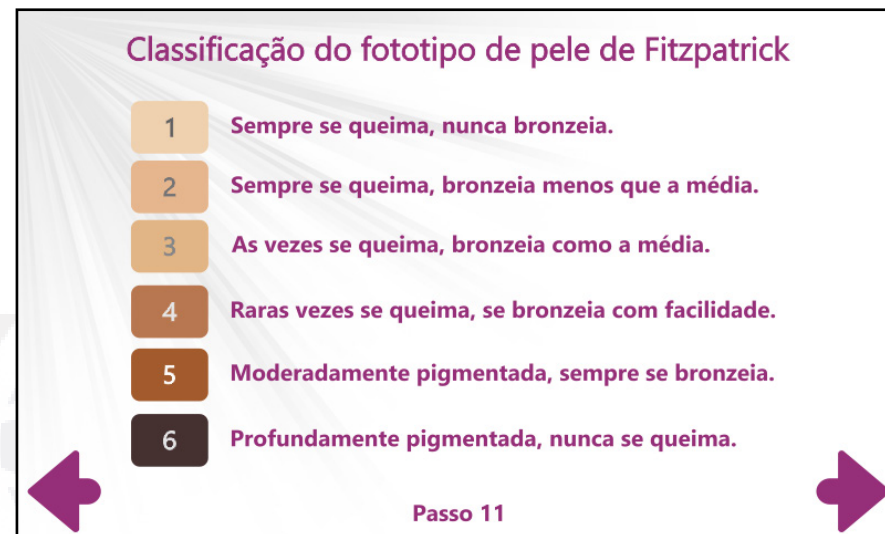 Classificação do fototipo de pele de Fitzpatrick
1 Sempre se queima, nunca bronzeia.
2 Sempre se queima, bronzeia menos que a média.
3 As vezes se queima, bronzeia como a média.
4 Raras vezes se queima, se bronzeia com facilidade.
5 Moderadamente pigmentada, sempre se bronzeia.
6 Profundamente pigmentada, nunca se queima.
Passo 11